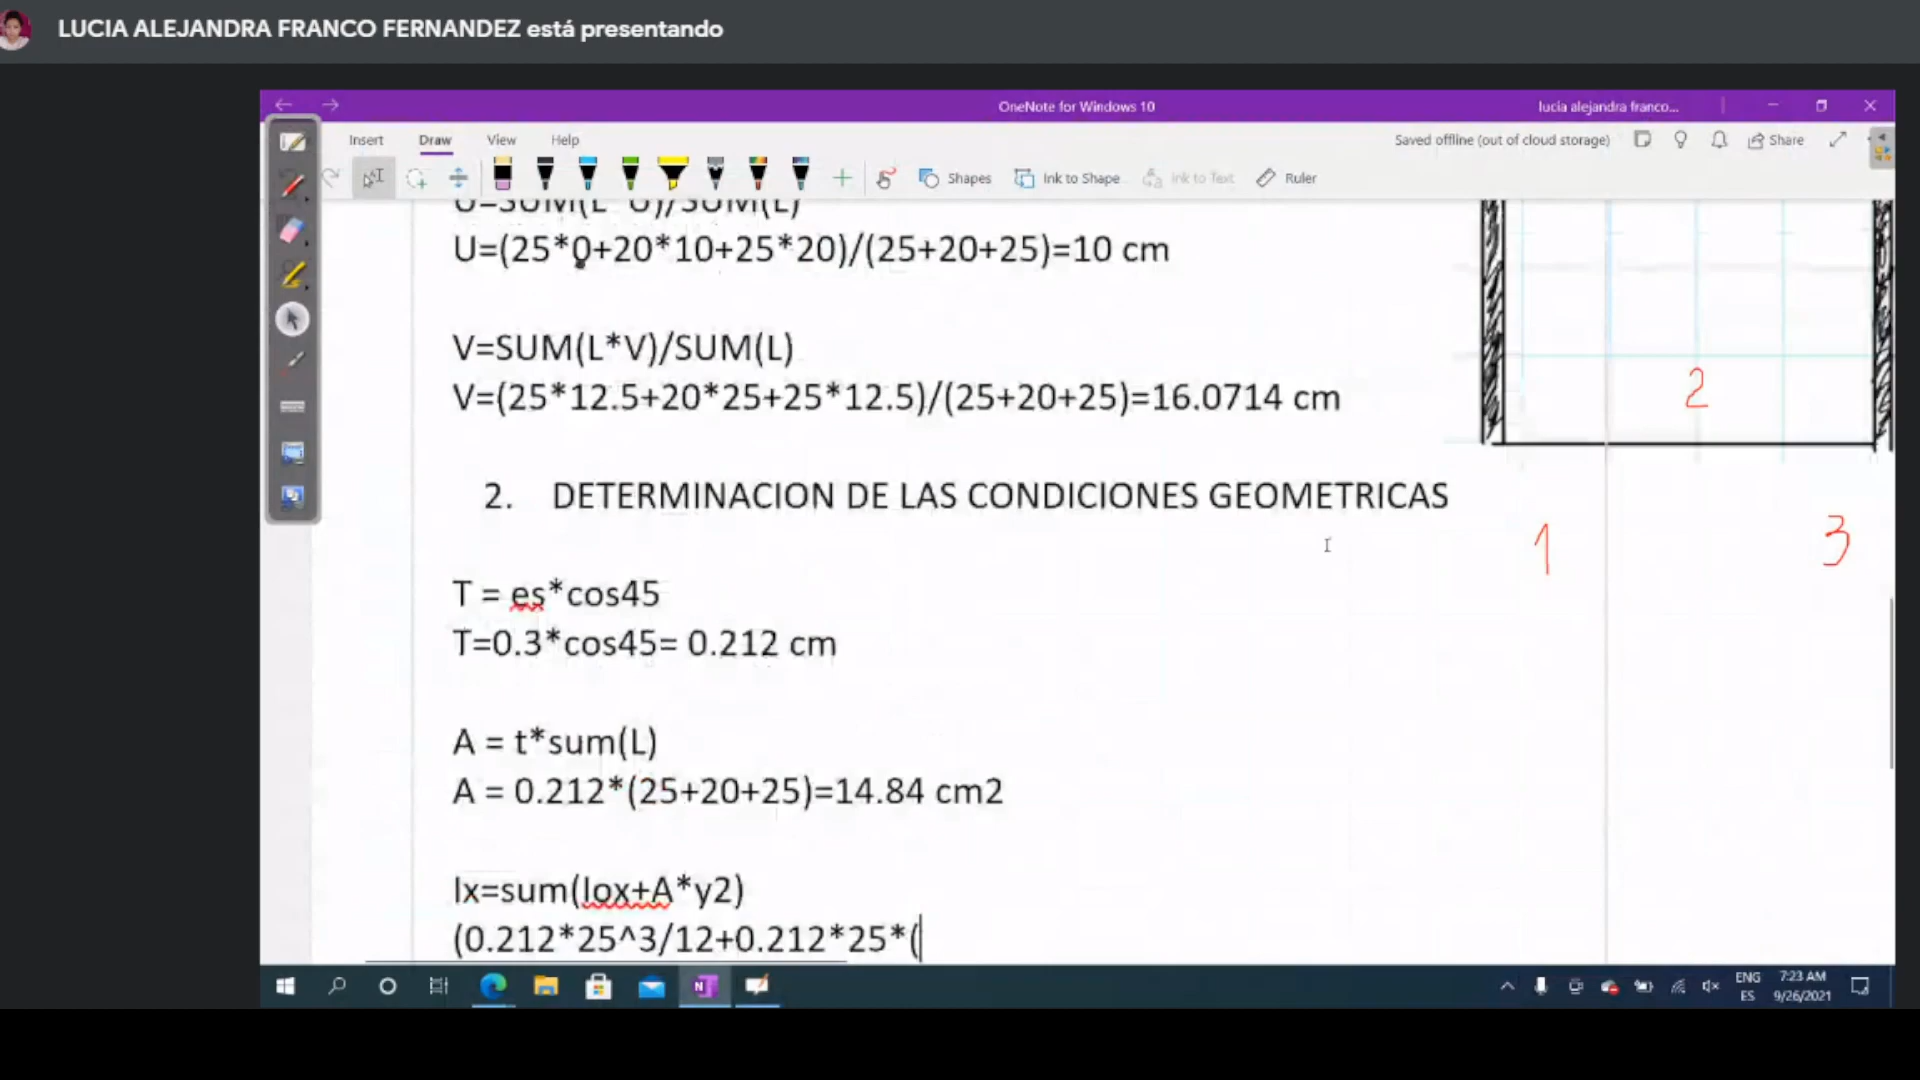 LUCIA ALEJANDRA FRANCO FERNANDEZ está presentando
OneNote for Windows 10
lucia alejandra franco...
Insert
Draw
View
Help
Saved offline (out of cloud storage)
Share
Shapes
Ink to Shape
Ink to Text
Ruler
U=SUM(L*U)/SUM(L)
U=(25*0+20*10+25*20)/(25+20+25)=10 cm
V=SUM(L*V)/SUM(L)
V=(25*12.5+20*25+25*12.5)/(25+20+25)=16.0714 cm
2
2. DETERMINACION DE LAS CONDICIONES GEOMETRICAS
1
3
T = es*cos45
T=0.3*cos45= 0.212 cm
A = t*sum(L)
A = 0.212*(25+20+25)=14.84 cm2
Ix=sum(Iox+A*y2)
(0.212*25^3/12+0.212*25*(
ENG
ES
7:23 AM
9/26/2021